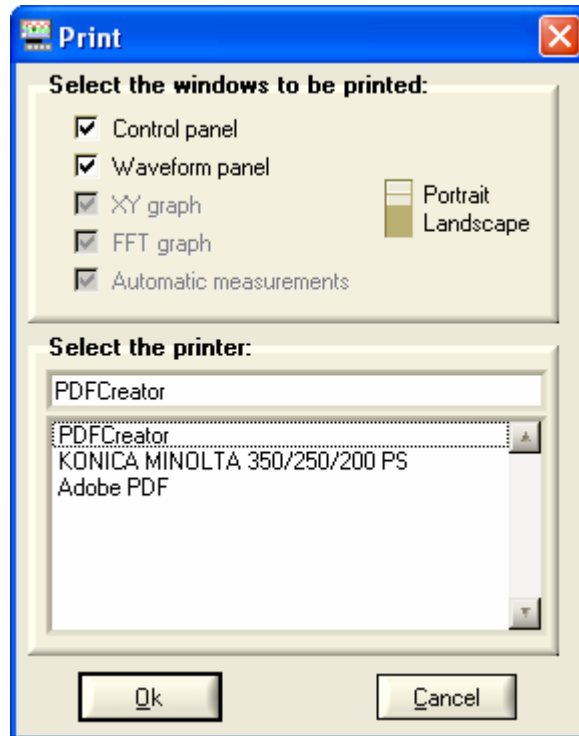 Print
Select the windows to be printed:
Control panel
Waveform panel
XY graph
FFT graph
Automatic measurements
Portrait
Landscape
Select the printer:
PDFCreator
PDFCreator
KONICA MINOLTA 350/250/200 PS
Adobe PDF
Ok
Cancel